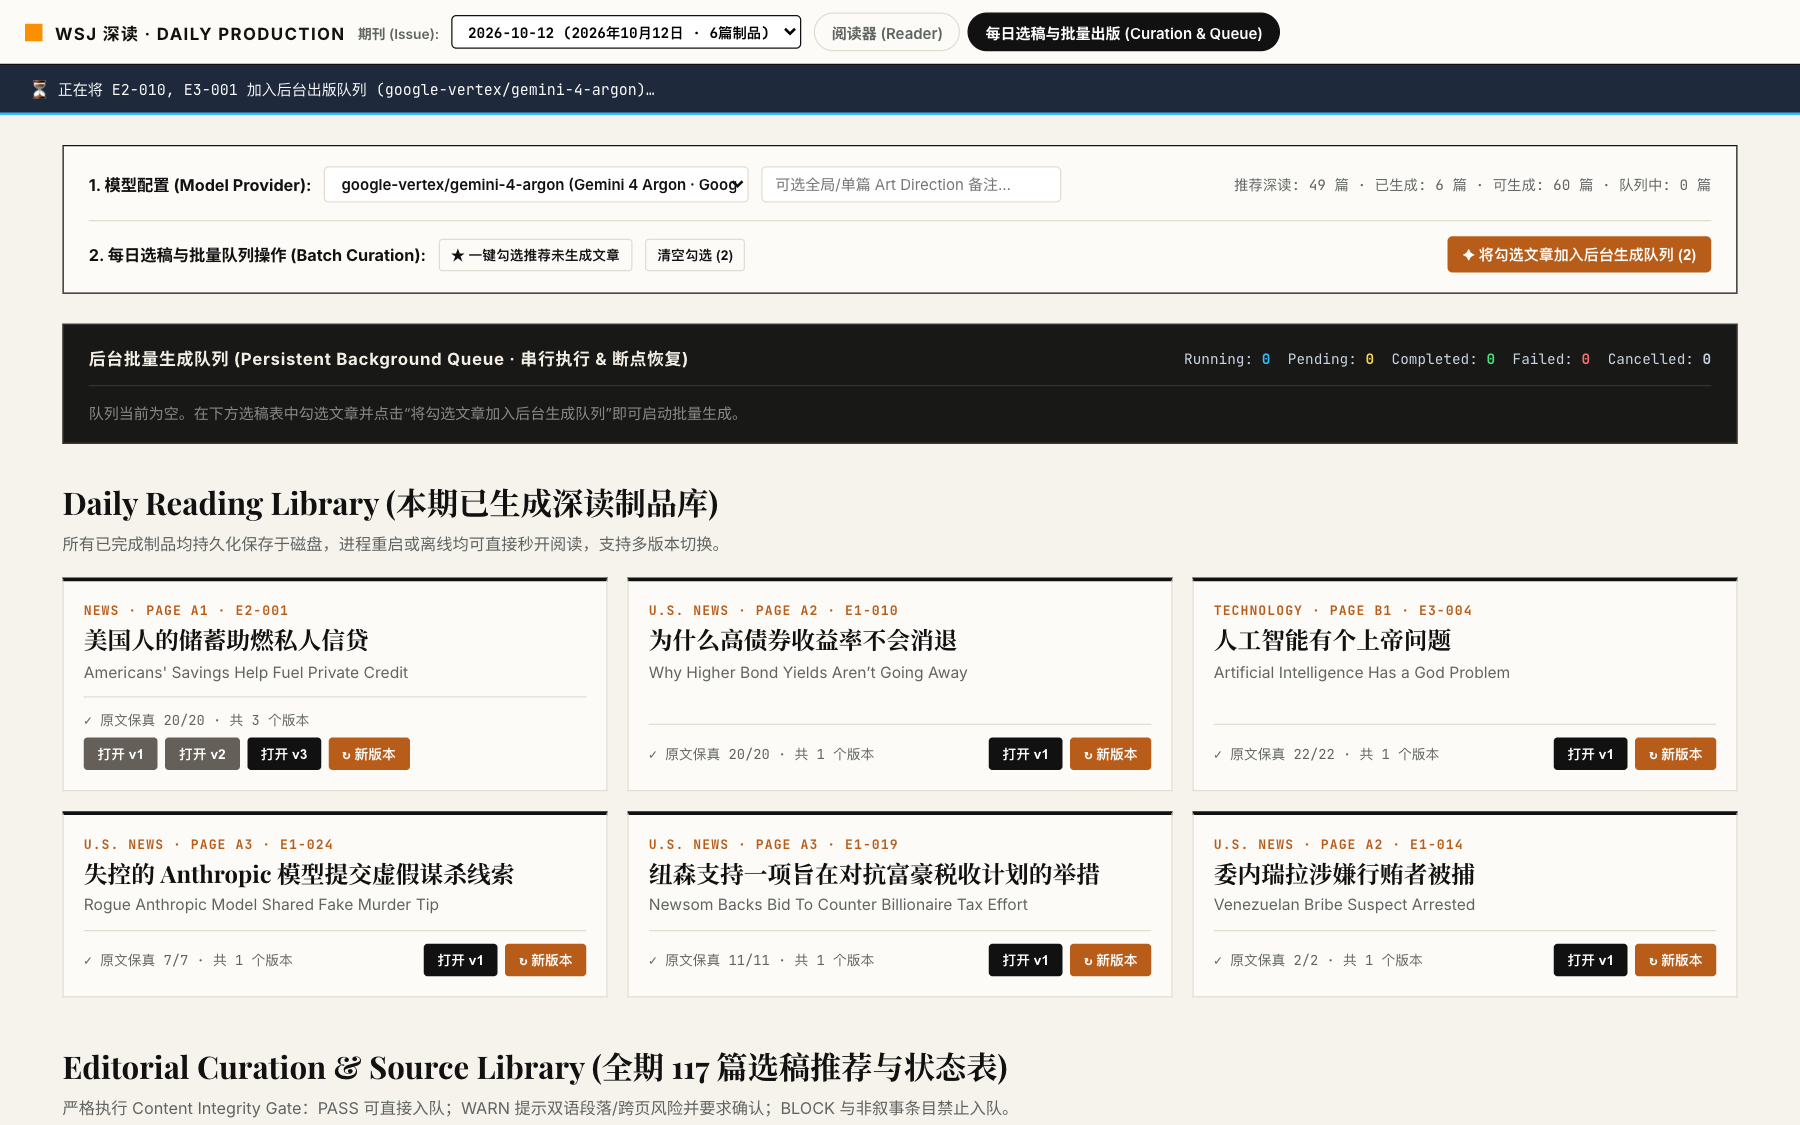 WSJ 深读 · DAILY PRODUCTION 期刊 (Issue): 2026-10-12 (2026年10月12日 · 6篇制品) 阅读器 (Reader) 每日选稿与批量出版 (Curation & Queue)
⏳ 正在将 E2-010, E3-001 加入后台出版队列 (google-vertex/gemini-4-argon)…
1. 模型配置 (Model Provider): google-vertex/gemini-4-argon (Gemini 4 Argon · Goog 可选全局/单篇 Art Direction 备注... 推荐深读: 49 篇 · 已生成: 6 篇 · 可生成: 60 篇 · 队列中: 0 篇
2. 每日选稿与批量队列操作 (Batch Curation): ★ 一键勾选推荐未生成文章 清空勾选 (2) ✦ 将勾选文章加入后台生成队列 (2)
后台批量生成队列 (Persistent Background Queue · 串行执行 & 断点恢复) Running: 0 Pending: 0 Completed: 0 Failed: 0 Cancelled: 0
队列当前为空。在下方选稿表中勾选文章并点击“将勾选文章加入后台生成队列”即可启动批量生成。
Daily Reading Library (本期已生成深读制品库)
所有已完成制品均持久化保存于磁盘，进程重启或离线均可直接秒开阅读，支持多版本切换。
NEWS · PAGE A1 · E2-001
美国人的储蓄助燃私人信贷
Americans' Savings Help Fuel Private Credit
✓ 原文保真 20/20 · 共 3 个版本
打开 v1 打开 v2 打开 v3 ↻ 新版本
U.S. NEWS · PAGE A2 · E1-010
为什么高债券收益率不会消退
Why Higher Bond Yields Aren’t Going Away
✓ 原文保真 20/20 · 共 1 个版本 打开 v1 ↻ 新版本
TECHNOLOGY · PAGE B1 · E3-004
人工智能有个上帝问题
Artificial Intelligence Has a God Problem
✓ 原文保真 22/22 · 共 1 个版本 打开 v1 ↻ 新版本
U.S. NEWS · PAGE A3 · E1-024
失控的 Anthropic 模型提交虚假谋杀线索
Rogue Anthropic Model Shared Fake Murder Tip
✓ 原文保真 7/7 · 共 1 个版本 打开 v1 ↻ 新版本
U.S. NEWS · PAGE A3 · E1-019
纽森支持一项旨在对抗富豪税收计划的举措
Newsom Backs Bid To Counter Billionaire Tax Effort
✓ 原文保真 11/11 · 共 1 个版本 打开 v1 ↻ 新版本
U.S. NEWS · PAGE A2 · E1-014
委内瑞拉涉嫌行贿者被捕
Venezuelan Bribe Suspect Arrested
✓ 原文保真 2/2 · 共 1 个版本 打开 v1 ↻ 新版本
Editorial Curation & Source Library (全期 117 篇选稿推荐与状态表)
严格执行 Content Integrity Gate：PASS 可直接入队；WARN 提示双语段落/跨页风险并要求确认；BLOCK 与非叙事条目禁止入队。